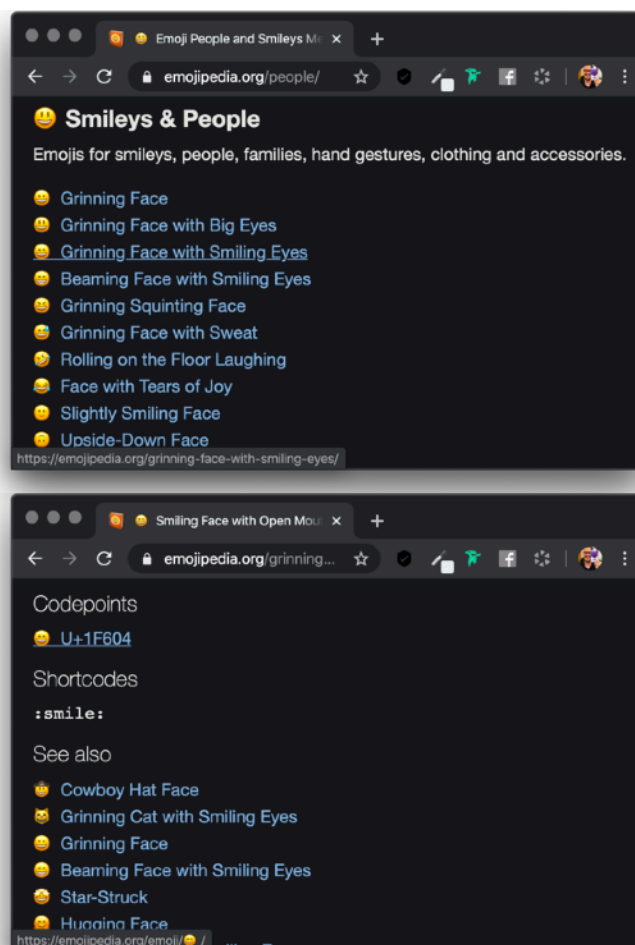 Emoji People and Smileys Me
emojipedia.org/people/
😃 Smileys & People
Emojis for smileys, people, families, hand gestures, clothing and accessories.
😀 Grinning Face
😃 Grinning Face with Big Eyes
😄 Grinning Face with Smiling Eyes
😁 Beaming Face with Smiling Eyes
😆 Grinning Squinting Face
😅 Grinning Face with Sweat
🤣 Rolling on the Floor Laughing
😂 Face with Tears of Joy
🙂 Slightly Smiling Face
🙃 Upside-Down Face
https://emojipedia.org/grinning-face-with-smiling-eyes/
Smiling Face with Open Mou
emojipedia.org/grinning...
Codepoints
😄 U+1F604
Shortcodes
:smile:
See also
🤠 Cowboy Hat Face
😸 Grinning Cat with Smiling Eyes
😀 Grinning Face
😁 Beaming Face with Smiling Eyes
🤩 Star-Struck
🤗 Hugging Face
https://emojipedia.org/emoji/😄/